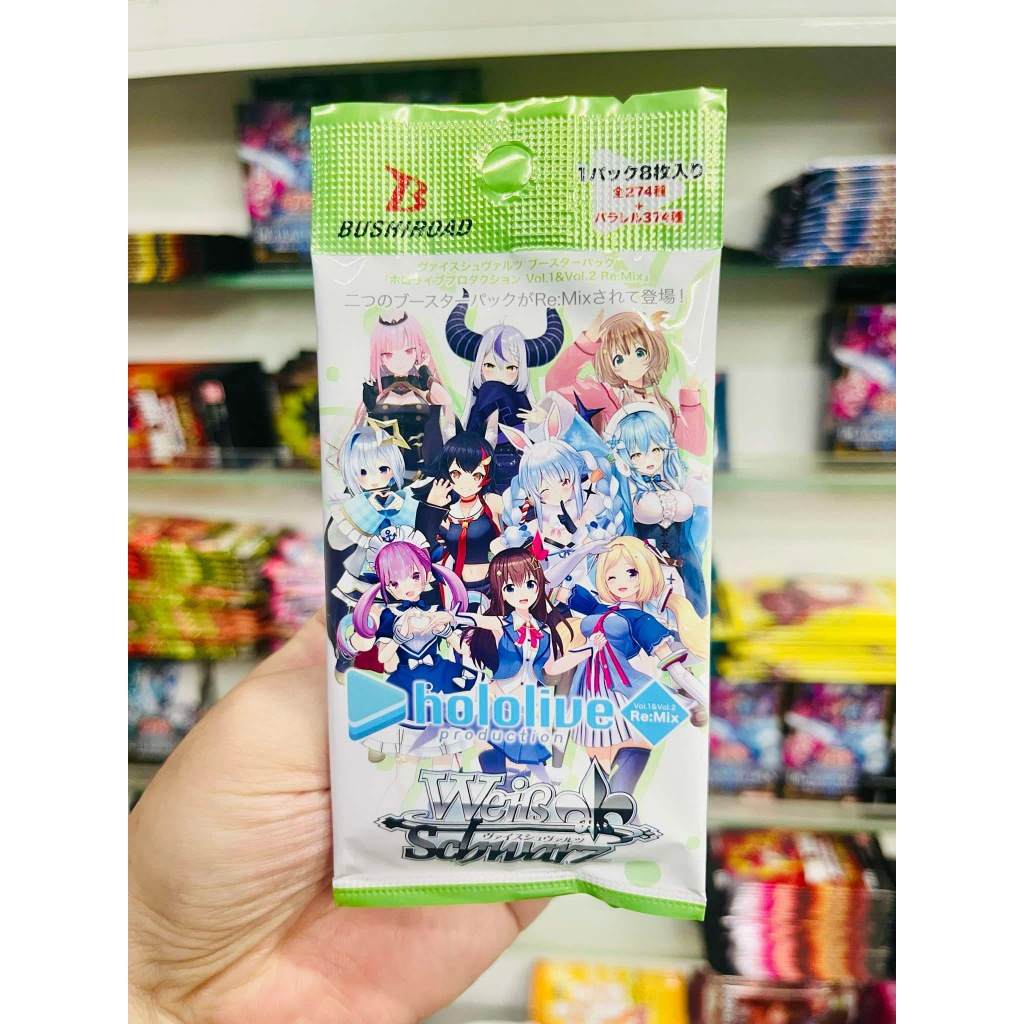 BUSHIROAD
1パック8枚入り
全274種
+
パラレル374種
ヴァイスシュヴァルツ ブースターパック
「ホロライブプロダクション Vol.1&Vol.2 Re:Mix」
二つのブースターパックがRe:Mixされて登場!
hololive
production
Vol.1&Vol.2
Re:Mix
Weiß
ヴァイスシュヴァルツ
Schwarz